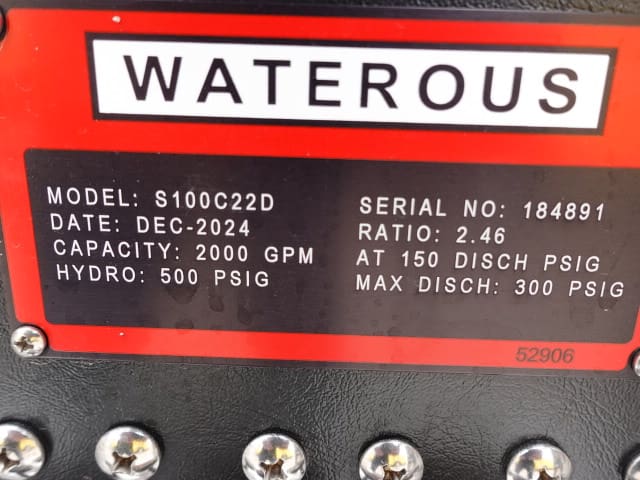 WATEROUS
MODEL: S100C22D
DATE: DEC-2024
CAPACITY: 2000 GPM
HYDRO: 500 PSIG
SERIAL NO: 184891
RATIO: 2.46
AT 150 DISCH PSIG
MAX DISCH: 300 PSIG
52906